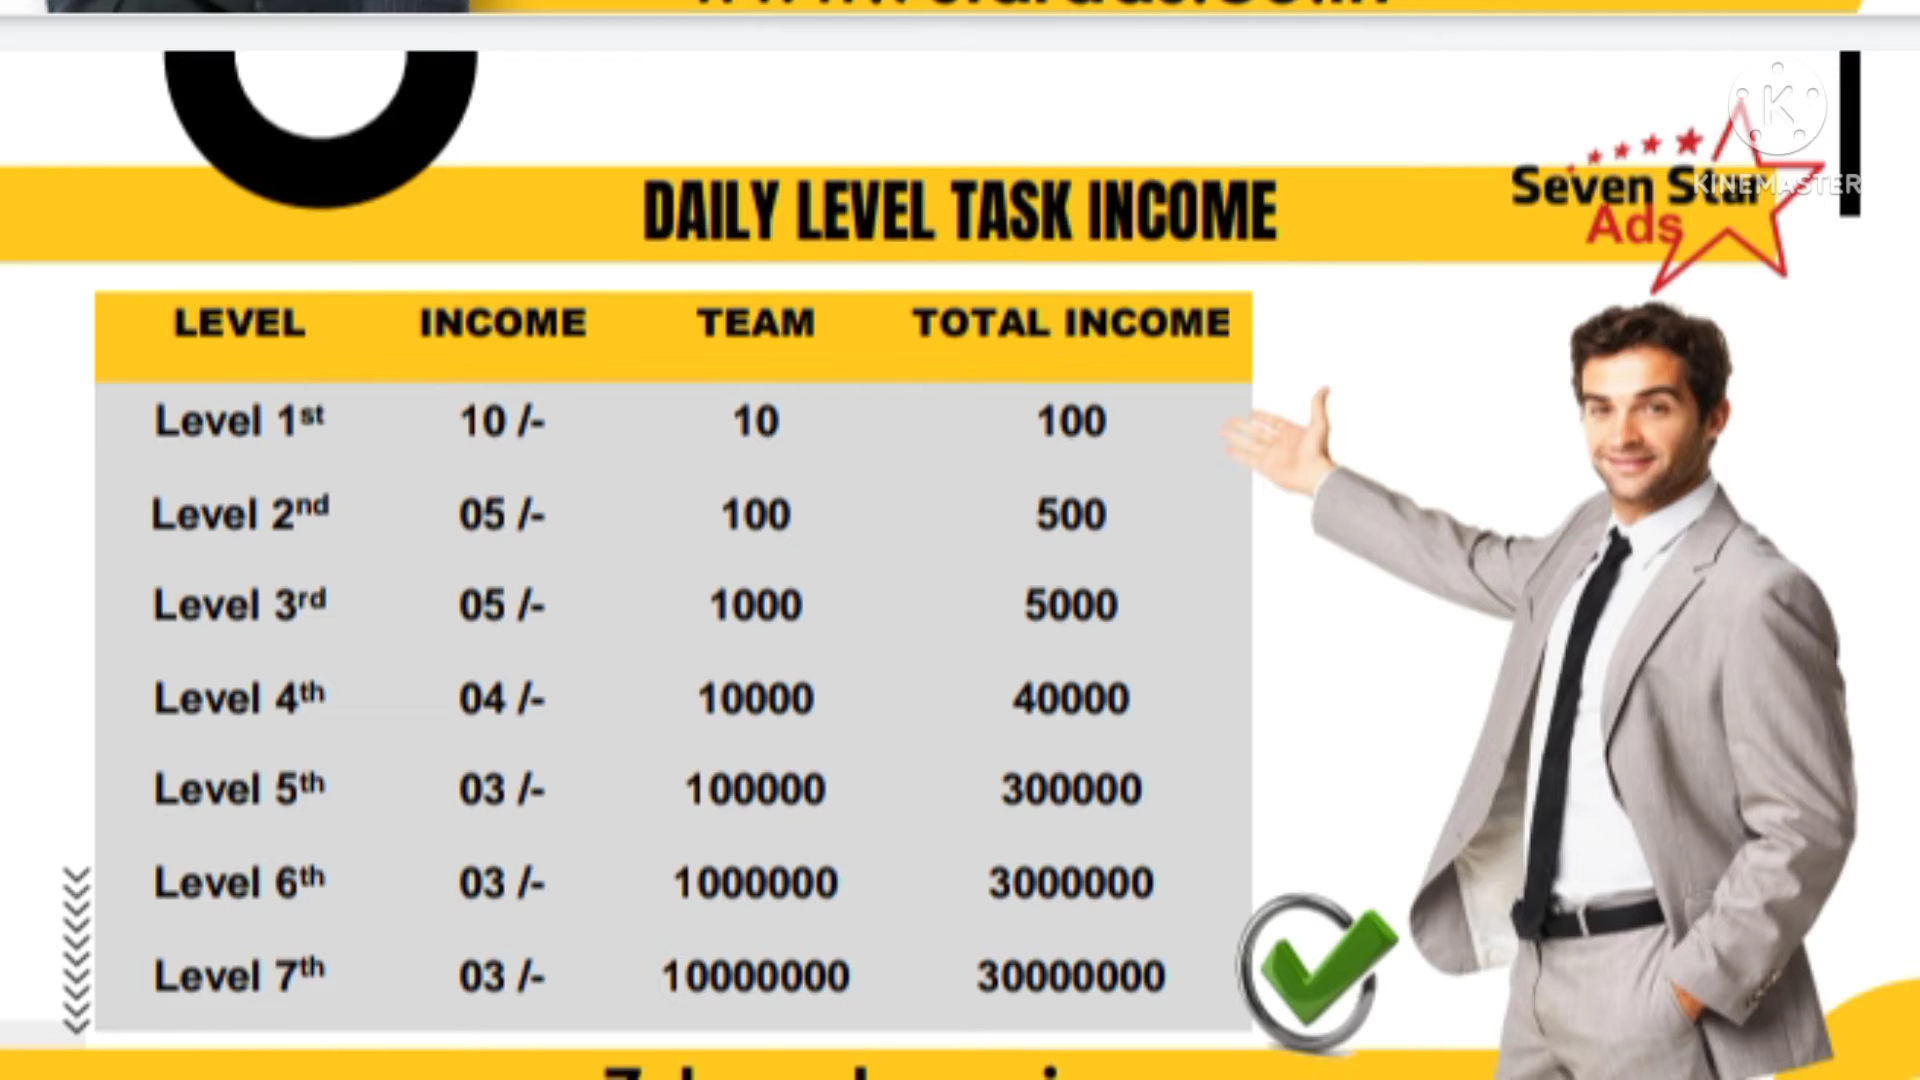 DAILY LEVEL TASK INCOME
Seven Star
Ads
KINEMASTER
LEVEL INCOME TEAM TOTAL INCOME
Level 1st 10 /- 10 100
Level 2nd 05 /- 100 500
Level 3rd 05 /- 1000 5000
Level 4th 04 /- 10000 40000
Level 5th 03 /- 100000 300000
Level 6th 03 /- 1000000 3000000
Level 7th 03 /- 10000000 30000000